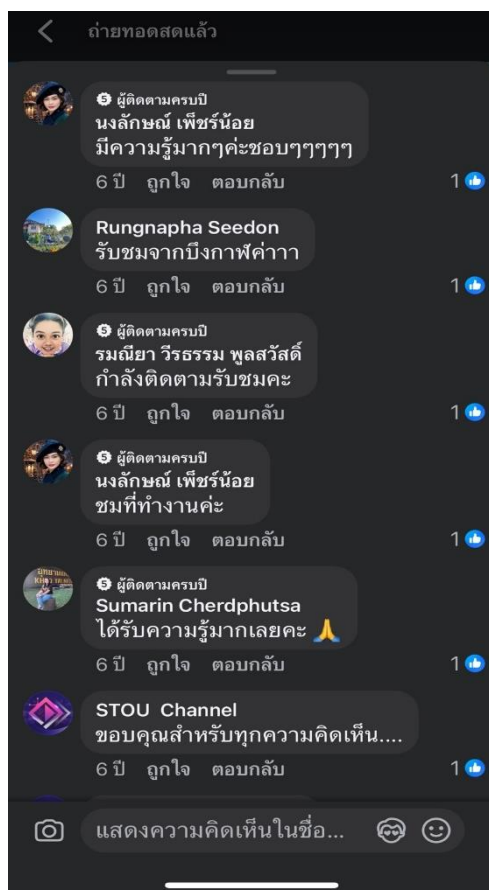 ถ่ายทอดสดแล้ว
5 ผู้ติดตามครบปี
นงลักษณ์ เพ็ชร์น้อย
มีความรู้มากๆค่ะชอบๆๆๆๆๆ
6 ปี ถูกใจ ตอบกลับ 1
Rungnapha Seedon
รับชมจากบึงกาฬค่าาา
6 ปี ถูกใจ ตอบกลับ 1
5 ผู้ติดตามครบปี
รมณียา วีรธรรม พูลสวัสดิ์
กำลังติดตามรับชมคะ
6 ปี ถูกใจ ตอบกลับ 1
5 ผู้ติดตามครบปี
นงลักษณ์ เพ็ชร์น้อย
ชมที่ทำงานค่ะ
6 ปี ถูกใจ ตอบกลับ 1
5 ผู้ติดตามครบปี
Sumarin Cherdphutsa
ได้รับความรู้มากเลยคะ 🙏
6 ปี ถูกใจ ตอบกลับ 1
STOU Channel
ขอบคุณสำหรับทุกความคิดเห็น....
6 ปี ถูกใจ ตอบกลับ 1
แสดงความคิดเห็นในชื่อ...